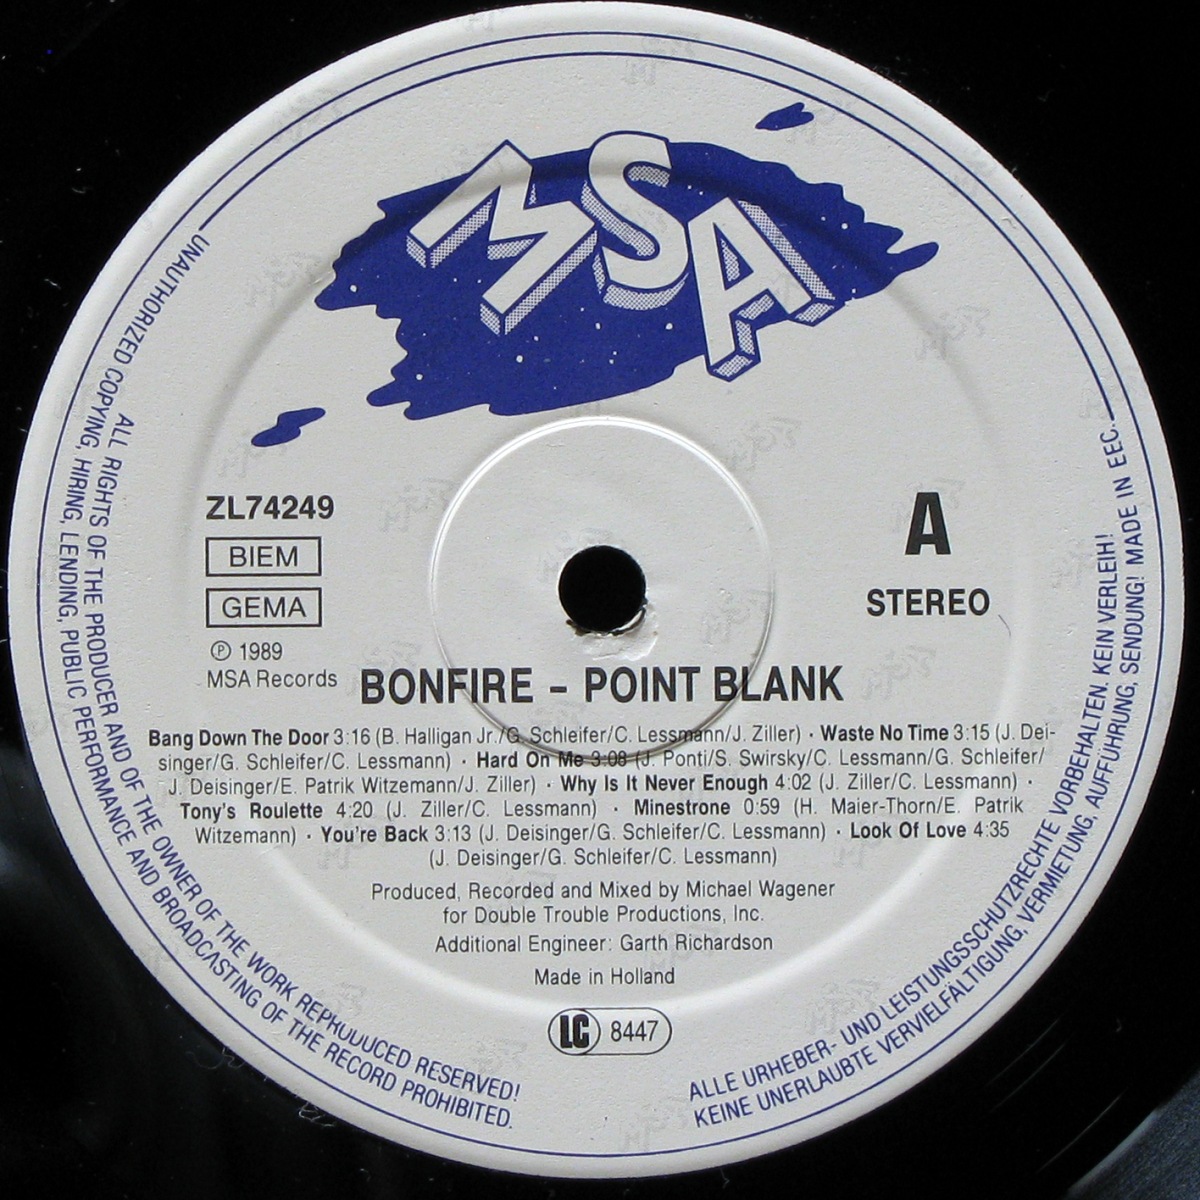 MSA
ZL74249
BIEM
GEMA
℗ 1989
MSA Records
A
STEREO
BONFIRE – POINT BLANK
Bang Down The Door 3:16 (B. Halligan Jr./G. Schleifer/C. Lessmann/J. Ziller) · Waste No Time 3:15 (J. Dei-
singer/G. Schleifer/C. Lessmann) · Hard On Me 3:08 (J. Ponti/S. Swirsky/C. Lessmann/G. Schleifer/
J. Deisinger/E. Patrik Witzemann/J. Ziller) · Why Is It Never Enough 4:02 (J. Ziller/C. Lessmann) ·
Tony's Roulette 4:20 (J. Ziller/C. Lessmann) · Minestrone 0:59 (H. Maier-Thorn/E. Patrik
Witzemann) · You're Back 3:13 (J. Deisinger/G. Schleifer/C. Lessmann) · Look Of Love 4:35
(J. Deisinger/G. Schleifer/C. Lessmann)
Produced, Recorded and Mixed by Michael Wagener
for Double Trouble Productions, Inc.
Additional Engineer: Garth Richardson
Made in Holland
LC 8447
ALL RIGHTS OF THE PRODUCER AND OF THE OWNER OF THE WORK REPRODUCED RESERVED!
UNAUTHORIZED COPYING, HIRING, LENDING, PUBLIC PERFORMANCE AND BROADCASTING OF THE RECORD PROHIBITED.
ALLE URHEBER- UND LEISTUNGSSCHUTZRECHTE VORBEHALTEN. KEIN VERLEIH!
KEINE UNERLAUBTE VERVIELFÄLTIGUNG, VERMIETUNG, AUFFÜHRUNG, SENDUNG! MADE IN EEC.